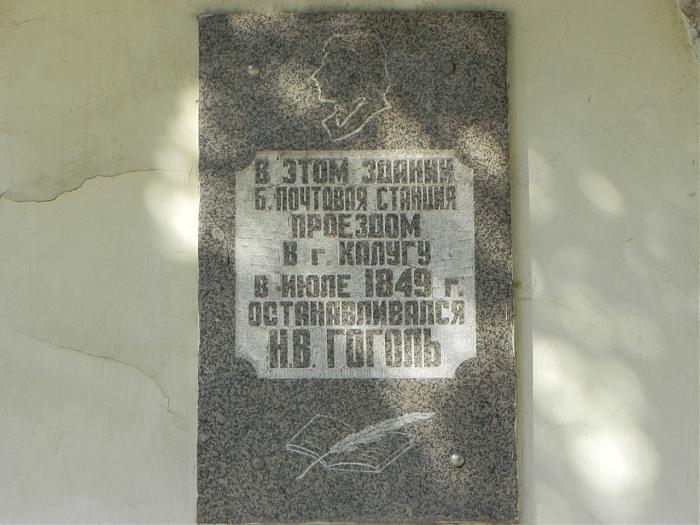 В ЭТОМ ЗДАНИИ
Б. ПОЧТОВАЯ СТАНЦИЯ
ПРОЕЗДОМ
В г. КАЛУГУ
В ИЮЛЕ 1849 г.
ОСТАНАВЛИВАЛСЯ
Н.В. ГОГОЛЬ